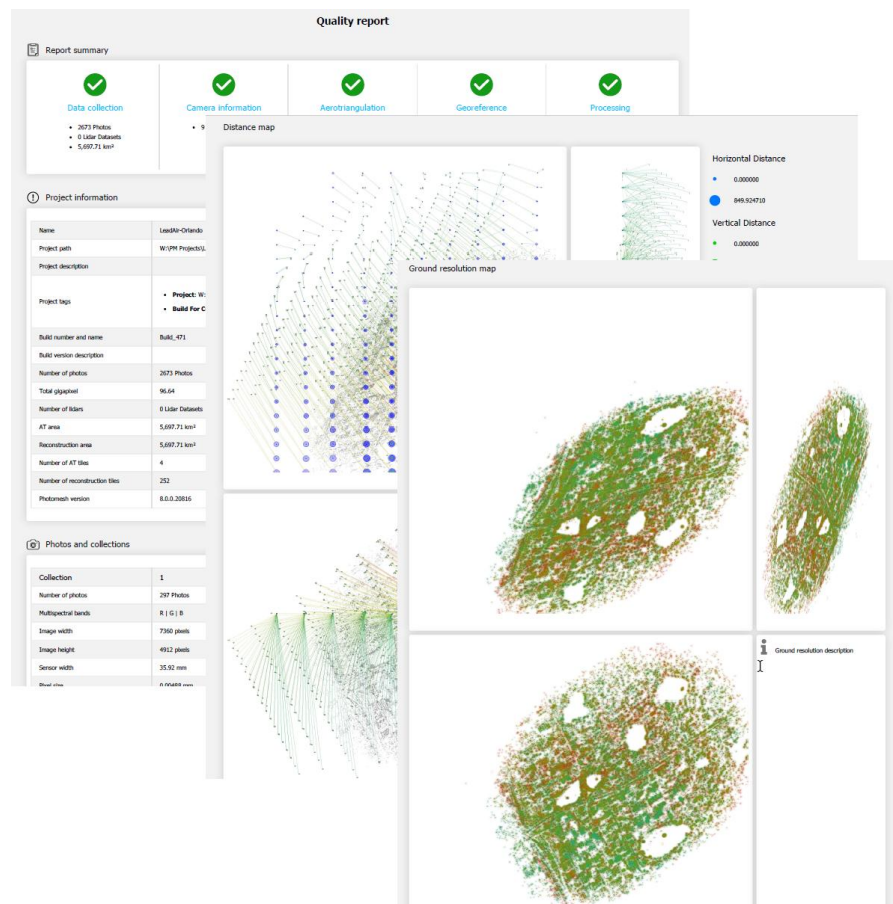 Quality report
Report summary
Data collection
Camera information
Aerotriangulation
Georeference
Processing
• 2673 Photos
• 0 Lidar Datasets
• 5,697.71 km²
• 9
Project information
Name LeadAir-Orlando
Project path W:\PM Projects\L
Project description
Project tags
• Project: W:
• Build For C
Build number and name Build_471
Build version description
Number of photos 2673 Photos
Total gigapixel 96.64
Number of lidars 0 Lidar Datasets
AT area 5,697.71 km²
Reconstruction area 5,697.71 km²
Number of AT tiles 4
Number of reconstruction tiles 252
Photomesh version 8.0.0.20816
Photos and collections
Collection 1
Number of photos 297 Photos
Multispectral bands R | G | B
Image width 7360 pixels
Image height 4912 pixels
Sensor width 35.92 mm
Pixel size 0.00488 mm
Distance map
Horizontal Distance
0.000000
849.924710
Vertical Distance
0.000000
Ground resolution map
Ground resolution description